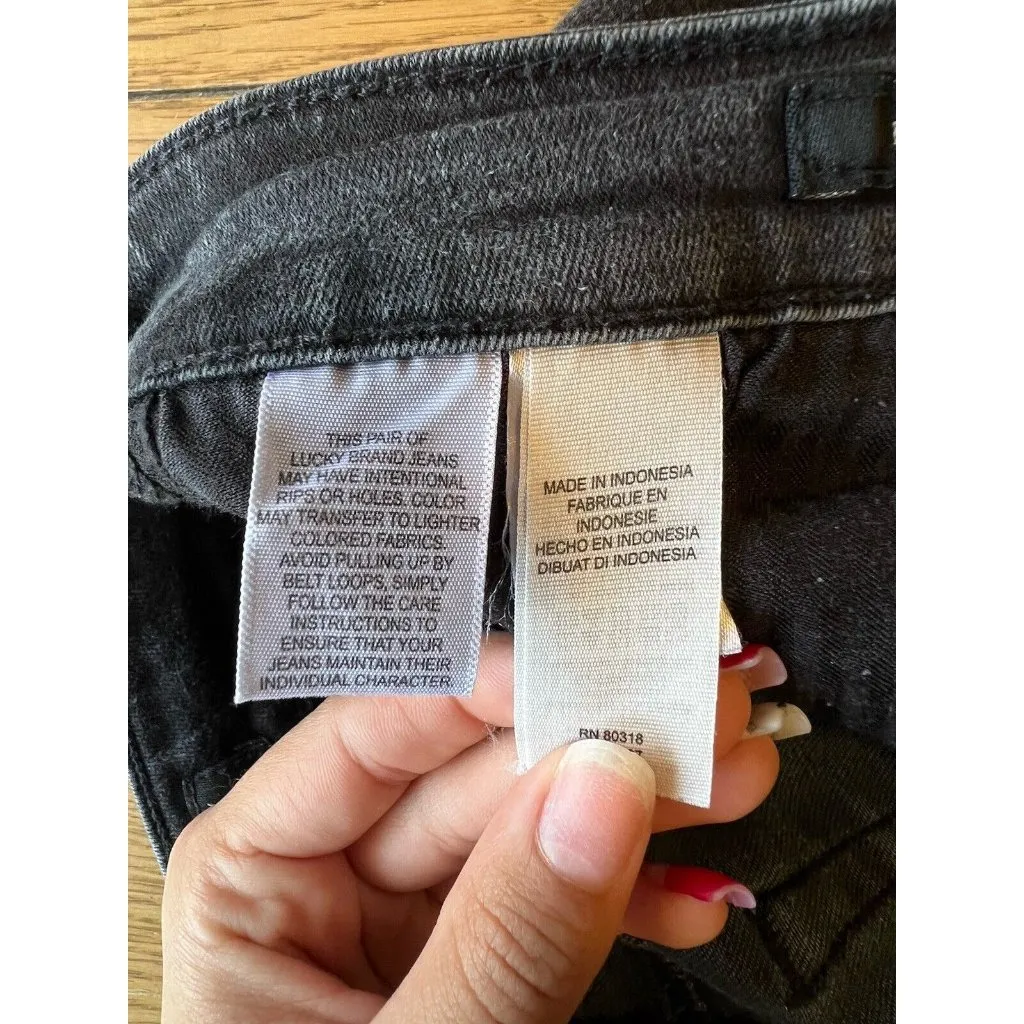 THIS PAIR OF
LUCKY BRAND JEANS
MAY HAVE INTENTIONAL
RIPS OR HOLES. COLOR
MAY TRANSFER TO LIGHTER
COLORED FABRICS.
AVOID PULLING UP BY
BELT LOOPS, SIMPLY
FOLLOW THE CARE
INSTRUCTIONS TO
ENSURE THAT YOUR
JEANS MAINTAIN THEIR
INDIVIDUAL CHARACTER
MADE IN INDONESIA
FABRIQUE EN
INDONESIE
HECHO EN INDONESIA
DIBUAT DI INDONESIA
RN 80318